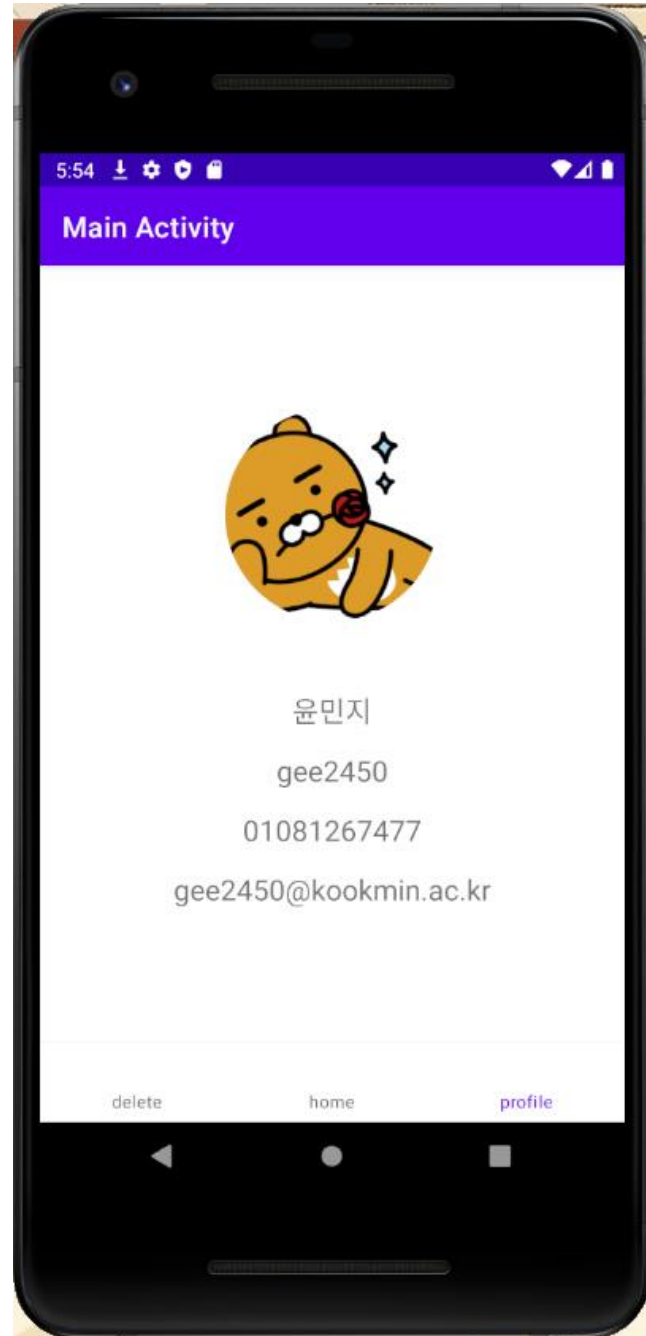 5:54
Main Activity
윤민지
gee2450
01081267477
gee2450@kookmin.ac.kr
delete home profile